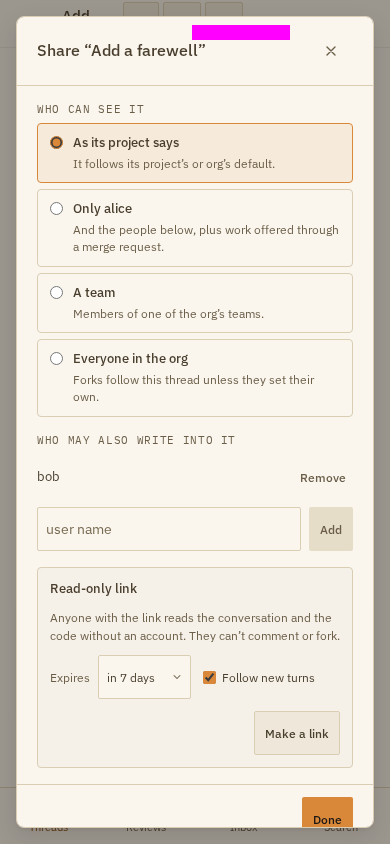 Add
Share “Add a farewell”
WHO CAN SEE IT
As its project says
It follows its project’s or org’s default.
Only alice
And the people below, plus work offered through
a merge request.
A team
Members of one of the org’s teams.
Everyone in the org
Forks follow this thread unless they set their
own.
WHO MAY ALSO WRITE INTO IT
bob
Remove
user name
Add
Read-only link
Anyone with the link reads the conversation and the
code without an account. They can’t comment or fork.
Expires
in 7 days
Follow new turns
Make a link
Done
Threads
Reviews
Inbox
Search